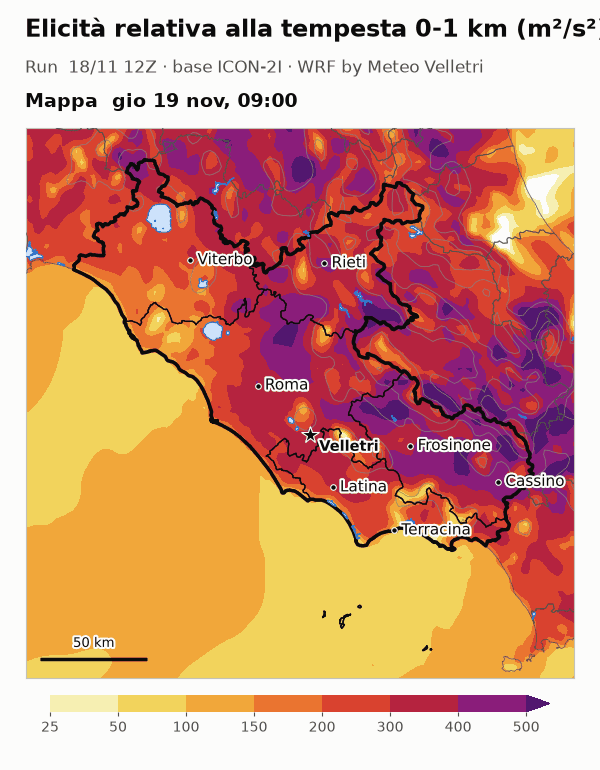 Elicità relativa alla tempesta 0-1 km (m²/s²)
Run 18/11 12Z · base ICON-2I · WRF by Meteo Velletri
Mappa gio 19 nov, 09:00
Viterbo
Rieti
Roma
Velletri
Frosinone
Cassino
Latina
Terracina
50 km
25 50 100 150 200 300 400 500